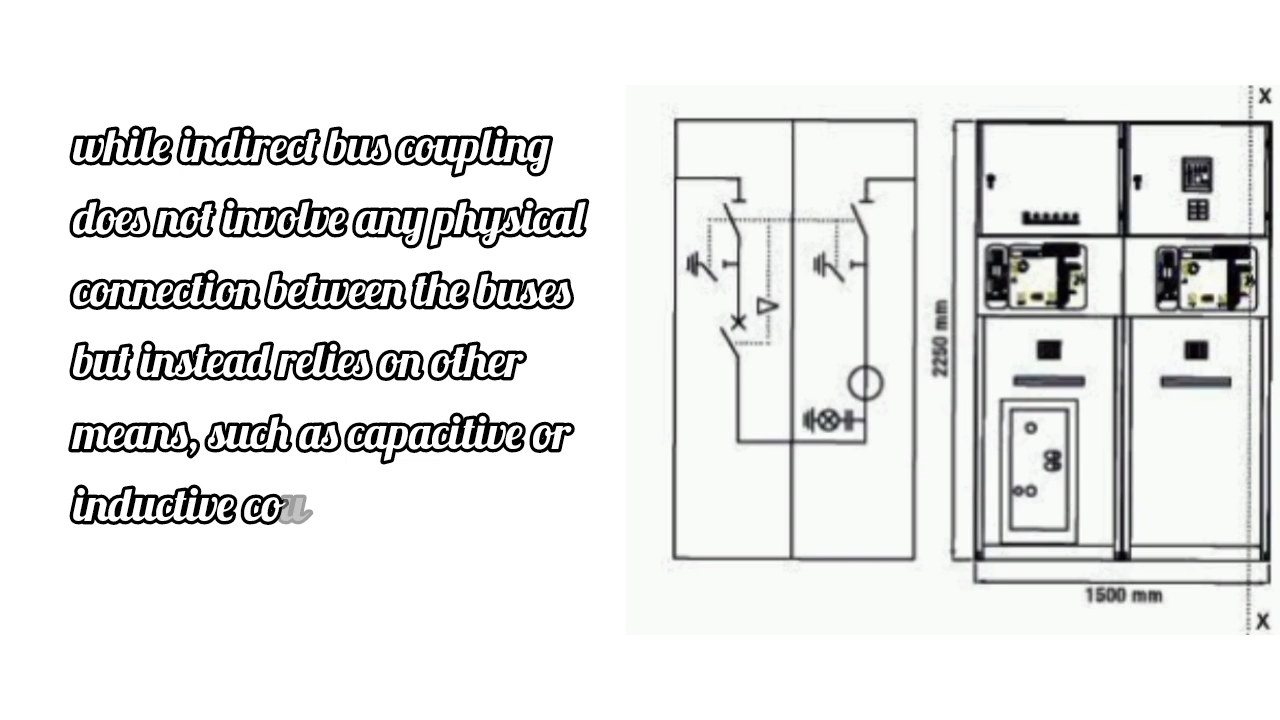 while indirect bus coupling
does not involve any physical
connection between the buses
but instead relies on other
means, such as capacitive or
inductive cou
X
2250 mm
1500 mm
X